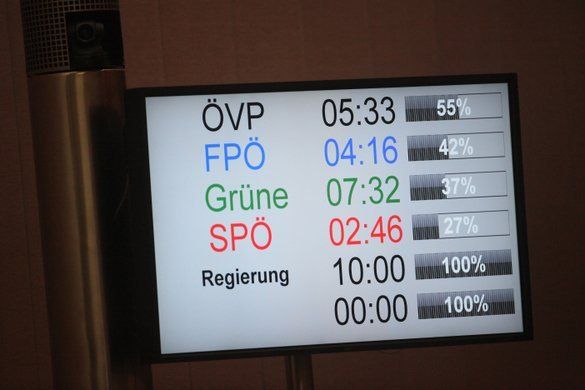 ÖVP 05:33 55%
FPÖ 04:16 42%
Grüne 07:32 37%
SPÖ 02:46 27%
Regierung 10:00 100%
00:00 100%